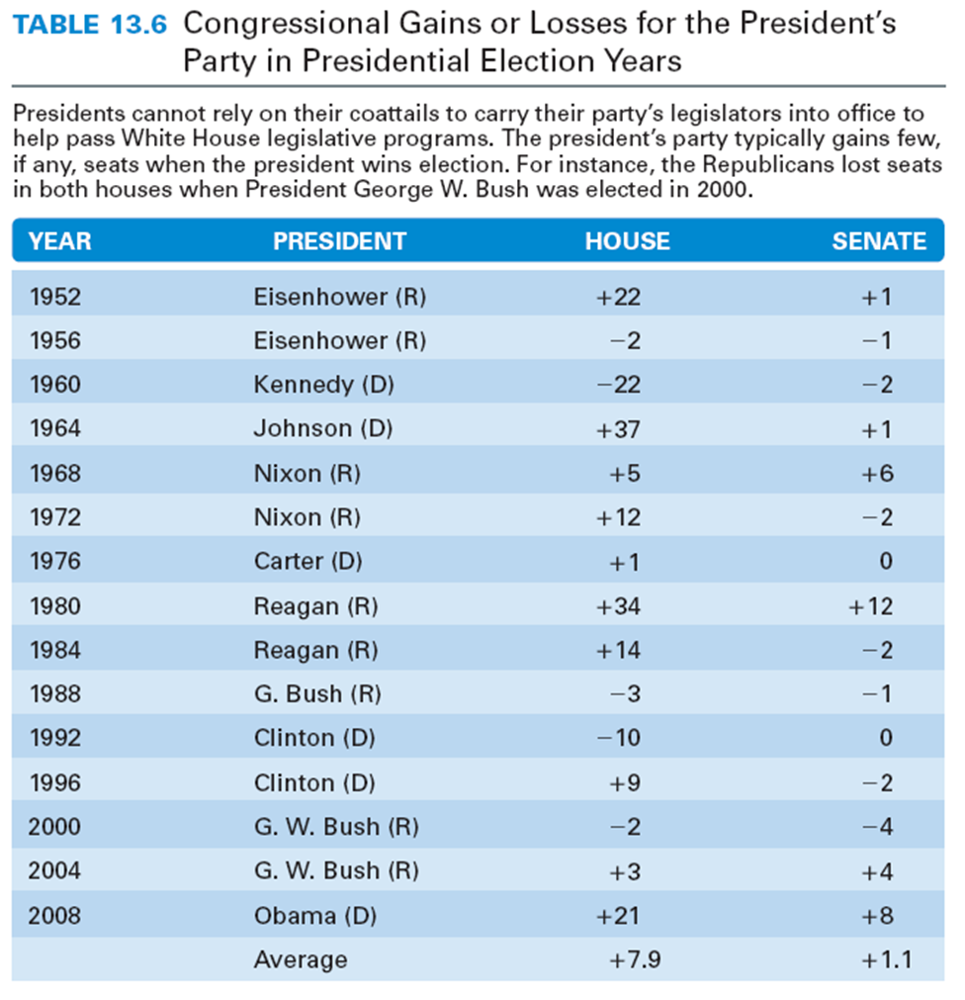 TABLE 13.6 Congressional Gains or Losses for the President's
Party in Presidential Election Years
Presidents cannot rely on their coattails to carry their party's legislators into office to
help pass White House legislative programs. The president's party typically gains few,
if any, seats when the president wins election. For instance, the Republicans lost seats
in both houses when President George W. Bush was elected in 2000.
YEAR PRESIDENT HOUSE SENATE
1952 Eisenhower (R) +22 +1
1956 Eisenhower (R) −2 −1
1960 Kennedy (D) −22 −2
1964 Johnson (D) +37 +1
1968 Nixon (R) +5 +6
1972 Nixon (R) +12 −2
1976 Carter (D) +1 0
1980 Reagan (R) +34 +12
1984 Reagan (R) +14 −2
1988 G. Bush (R) −3 −1
1992 Clinton (D) −10 0
1996 Clinton (D) +9 −2
2000 G. W. Bush (R) −2 −4
2004 G. W. Bush (R) +3 +4
2008 Obama (D) +21 +8
Average +7.9 +1.1